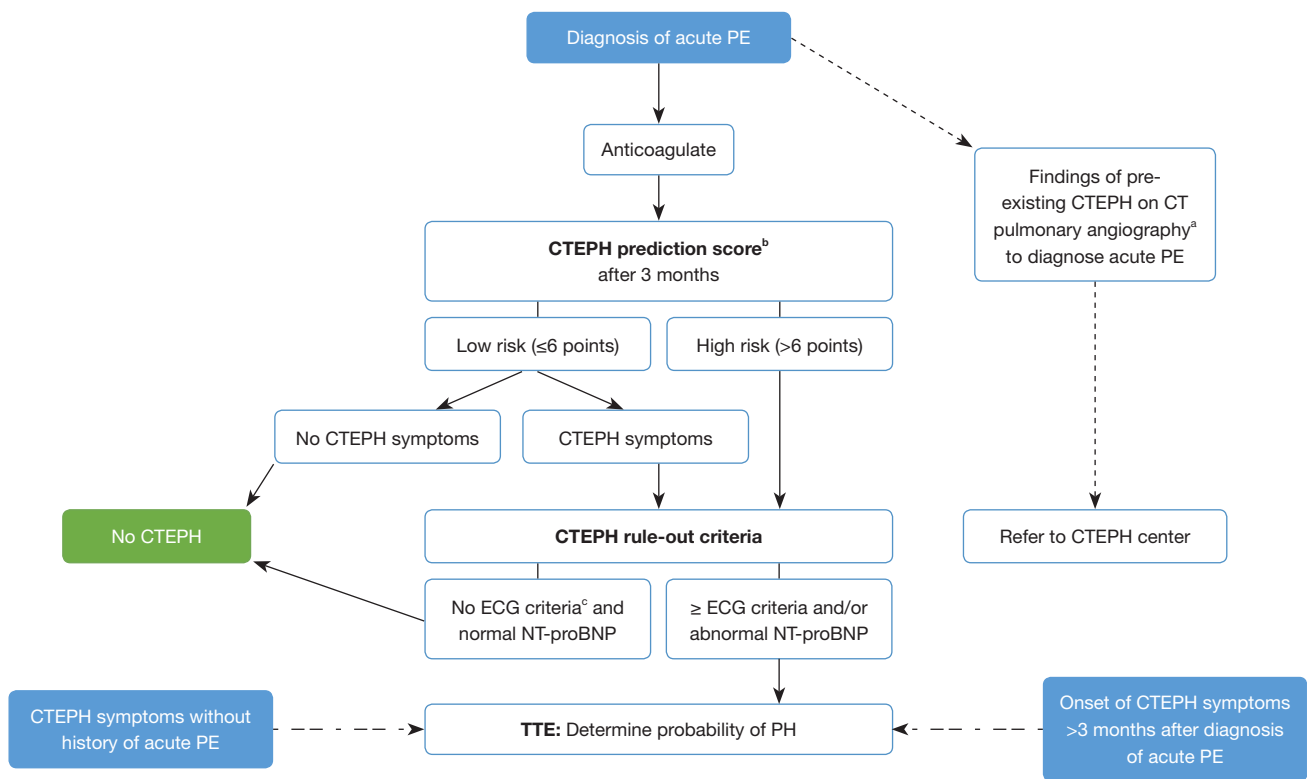 Diagnosis of acute PE
Anticoagulate
Findings of pre-
existing CTEPH on CT
pulmonary angiographyᵃ
to diagnose acute PE
CTEPH prediction scoreᵇ
after 3 months
Low risk (≤6 points)
High risk (>6 points)
No CTEPH symptoms
CTEPH symptoms
No CTEPH
CTEPH rule-out criteria
Refer to CTEPH center
No ECG criteriaᶜ and
normal NT-proBNP
≥ ECG criteria and/or
abnormal NT-proBNP
CTEPH symptoms without
history of acute PE
TTE: Determine probability of PH
Onset of CTEPH symptoms
>3 months after diagnosis
of acute PE